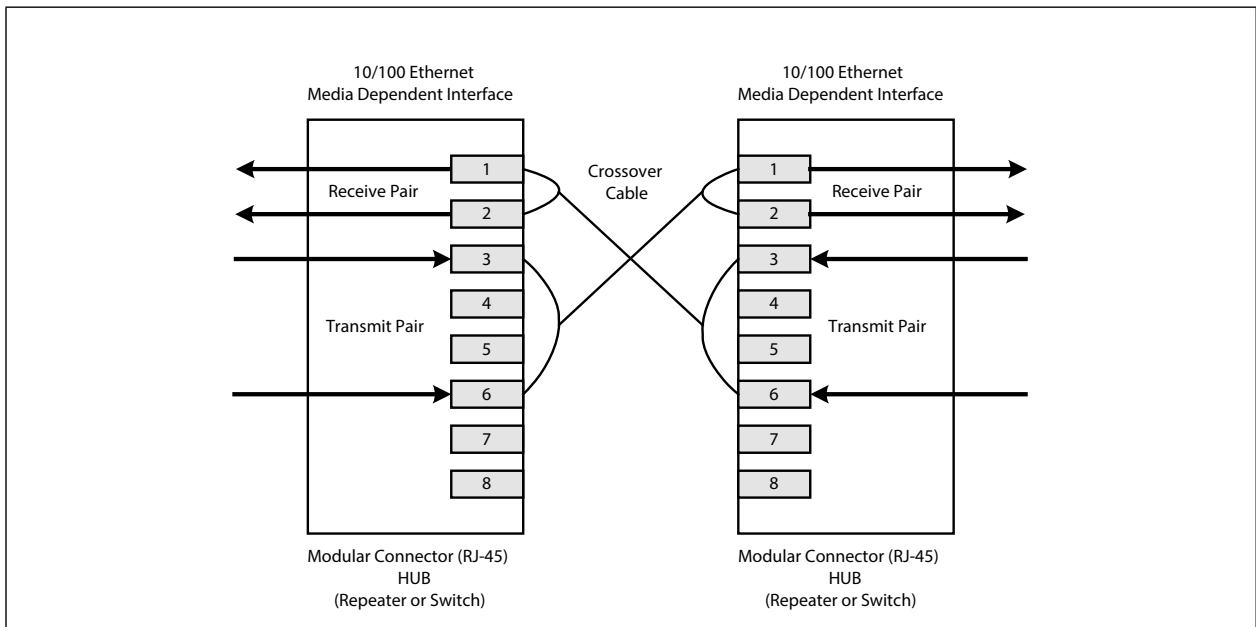 10/100 Ethernet
Media Dependent Interface
10/100 Ethernet
Media Dependent Interface
1
Receive Pair
2
3
4
Transmit Pair
5
6
7
8
Crossover
Cable
1
Receive Pair
2
3
4
Transmit Pair
5
6
7
8
Modular Connector (RJ-45)
HUB
(Repeater or Switch)
Modular Connector (RJ-45)
HUB
(Repeater or Switch)